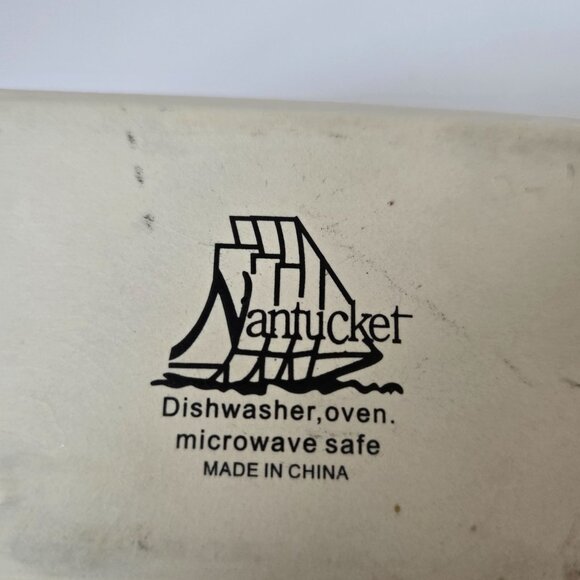 Nantucket
Dishwasher,oven.
microwave safe
MADE IN CHINA